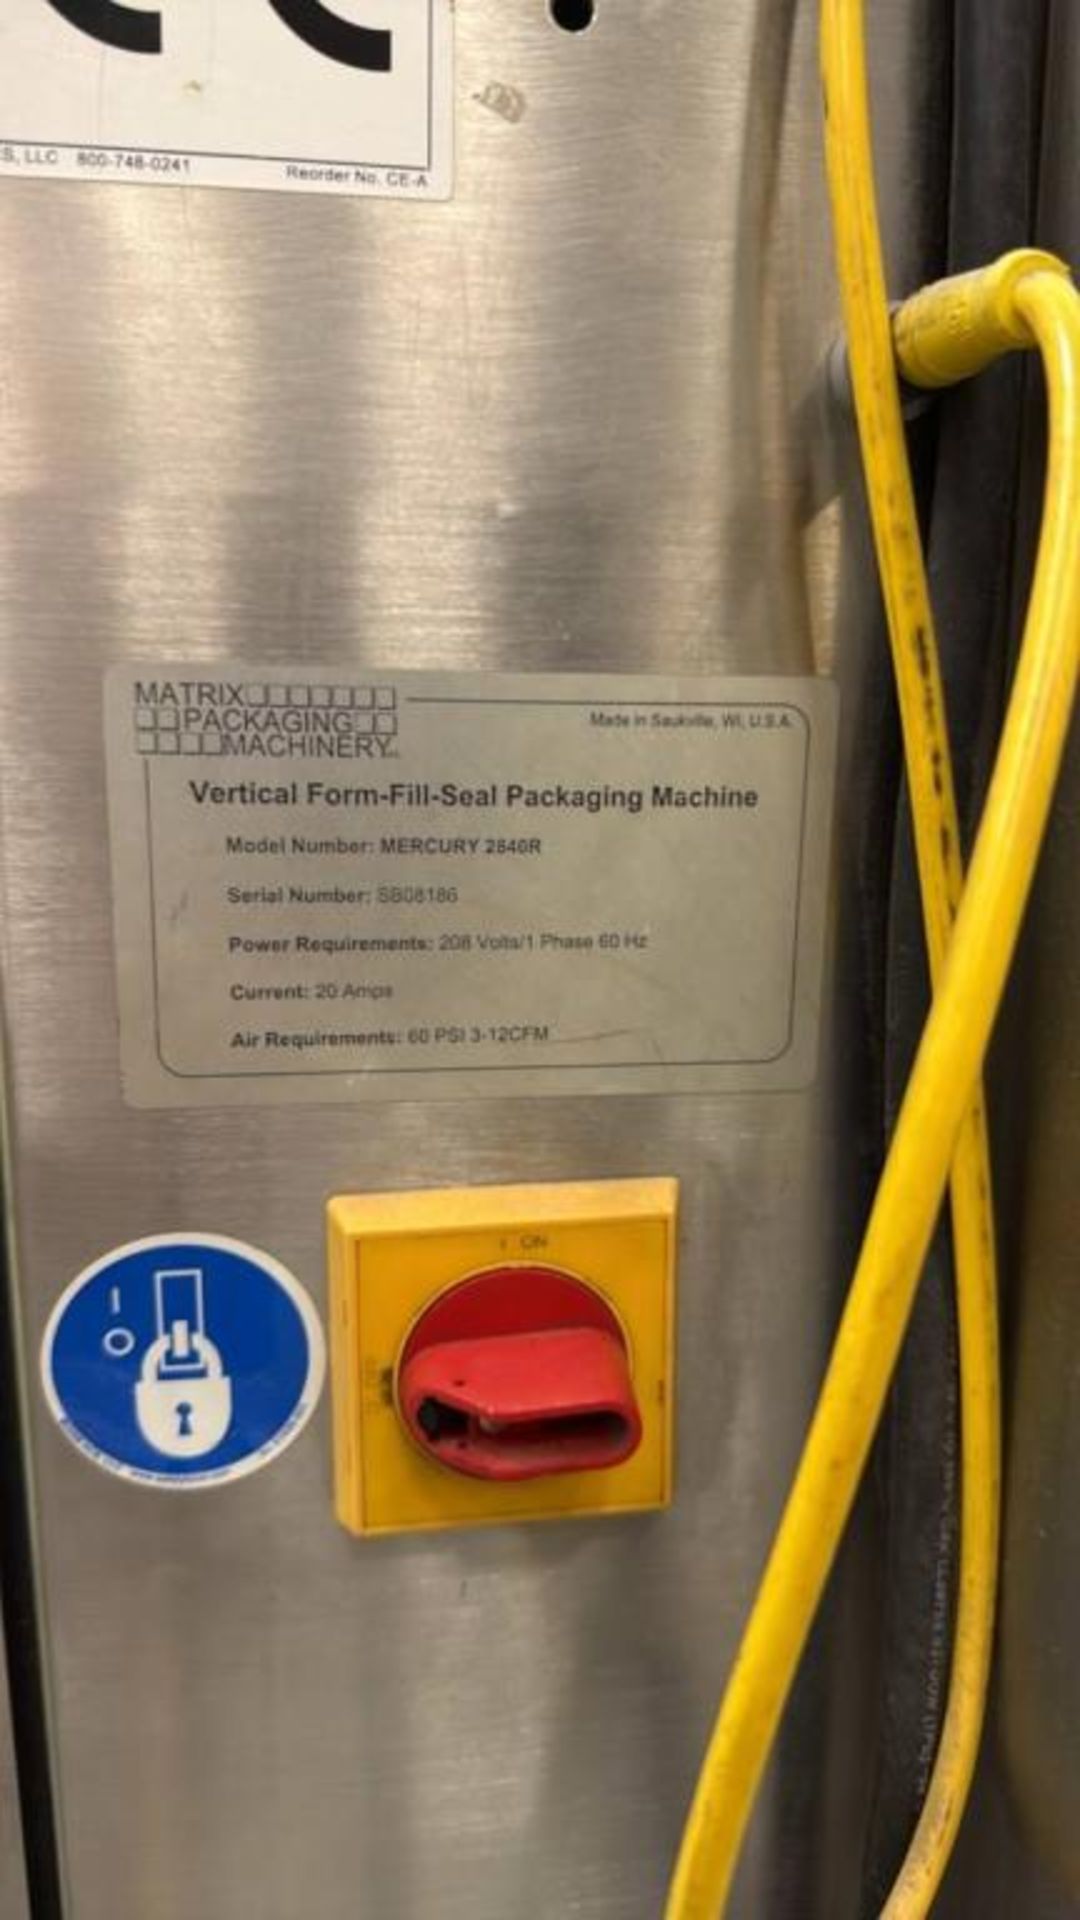 S, LLC 800-748-0241
Reorder No. CE-A
MATRIX
PACKAGING
MACHINERY
Made in Saukville, WI, U.S.A.
Vertical Form-Fill-Seal Packaging Machine
Model Number: MERCURY 2840R
Serial Number: SB08186
Power Requirements: 208 Volts/1 Phase 60 Hz
Current: 20 Amps
Air Requirements: 60 PSI 3-12CFM
I ON
I
O